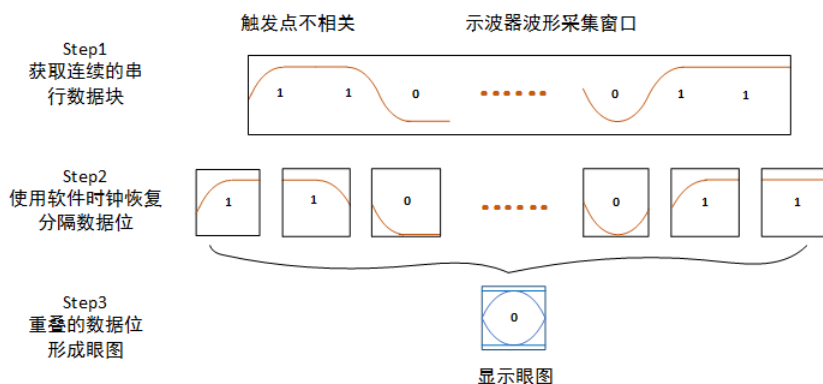 触发点不相关 示波器波形采集窗口
Step1
获取连续的串
行数据块
1 1 0 0 1 1
Step2
使用软件时钟恢复
分隔数据位
1 1 0 0 1 1
Step3
重叠的数据位
形成眼图
0
显示眼图